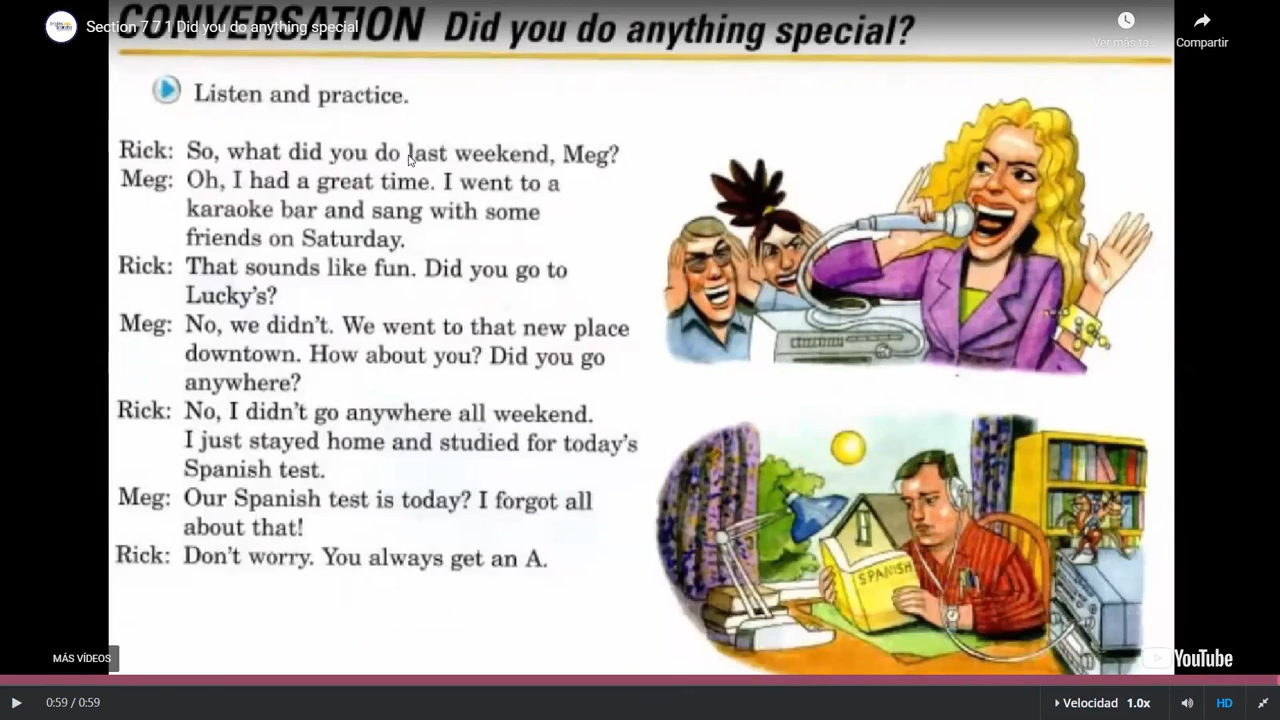 CONVERSATION Did you do anything special?
Section 7 7 1 Did you do anything special
Ver más ta
Compartir
Listen and practice.
Rick: So, what did you do last weekend, Meg?
Meg: Oh, I had a great time. I went to a
karaoke bar and sang with some
friends on Saturday.
Rick: That sounds like fun. Did you go to
Lucky's?
Meg: No, we didn't. We went to that new place
downtown. How about you? Did you go
anywhere?
Rick: No, I didn't go anywhere all weekend.
I just stayed home and studied for today's
Spanish test.
Meg: Our Spanish test is today? I forgot all
about that!
Rick: Don't worry. You always get an A.
SPANISH
MÁS VÍDEOS
YouTube
0:59 / 0:59
Velocidad 1.0x
HD